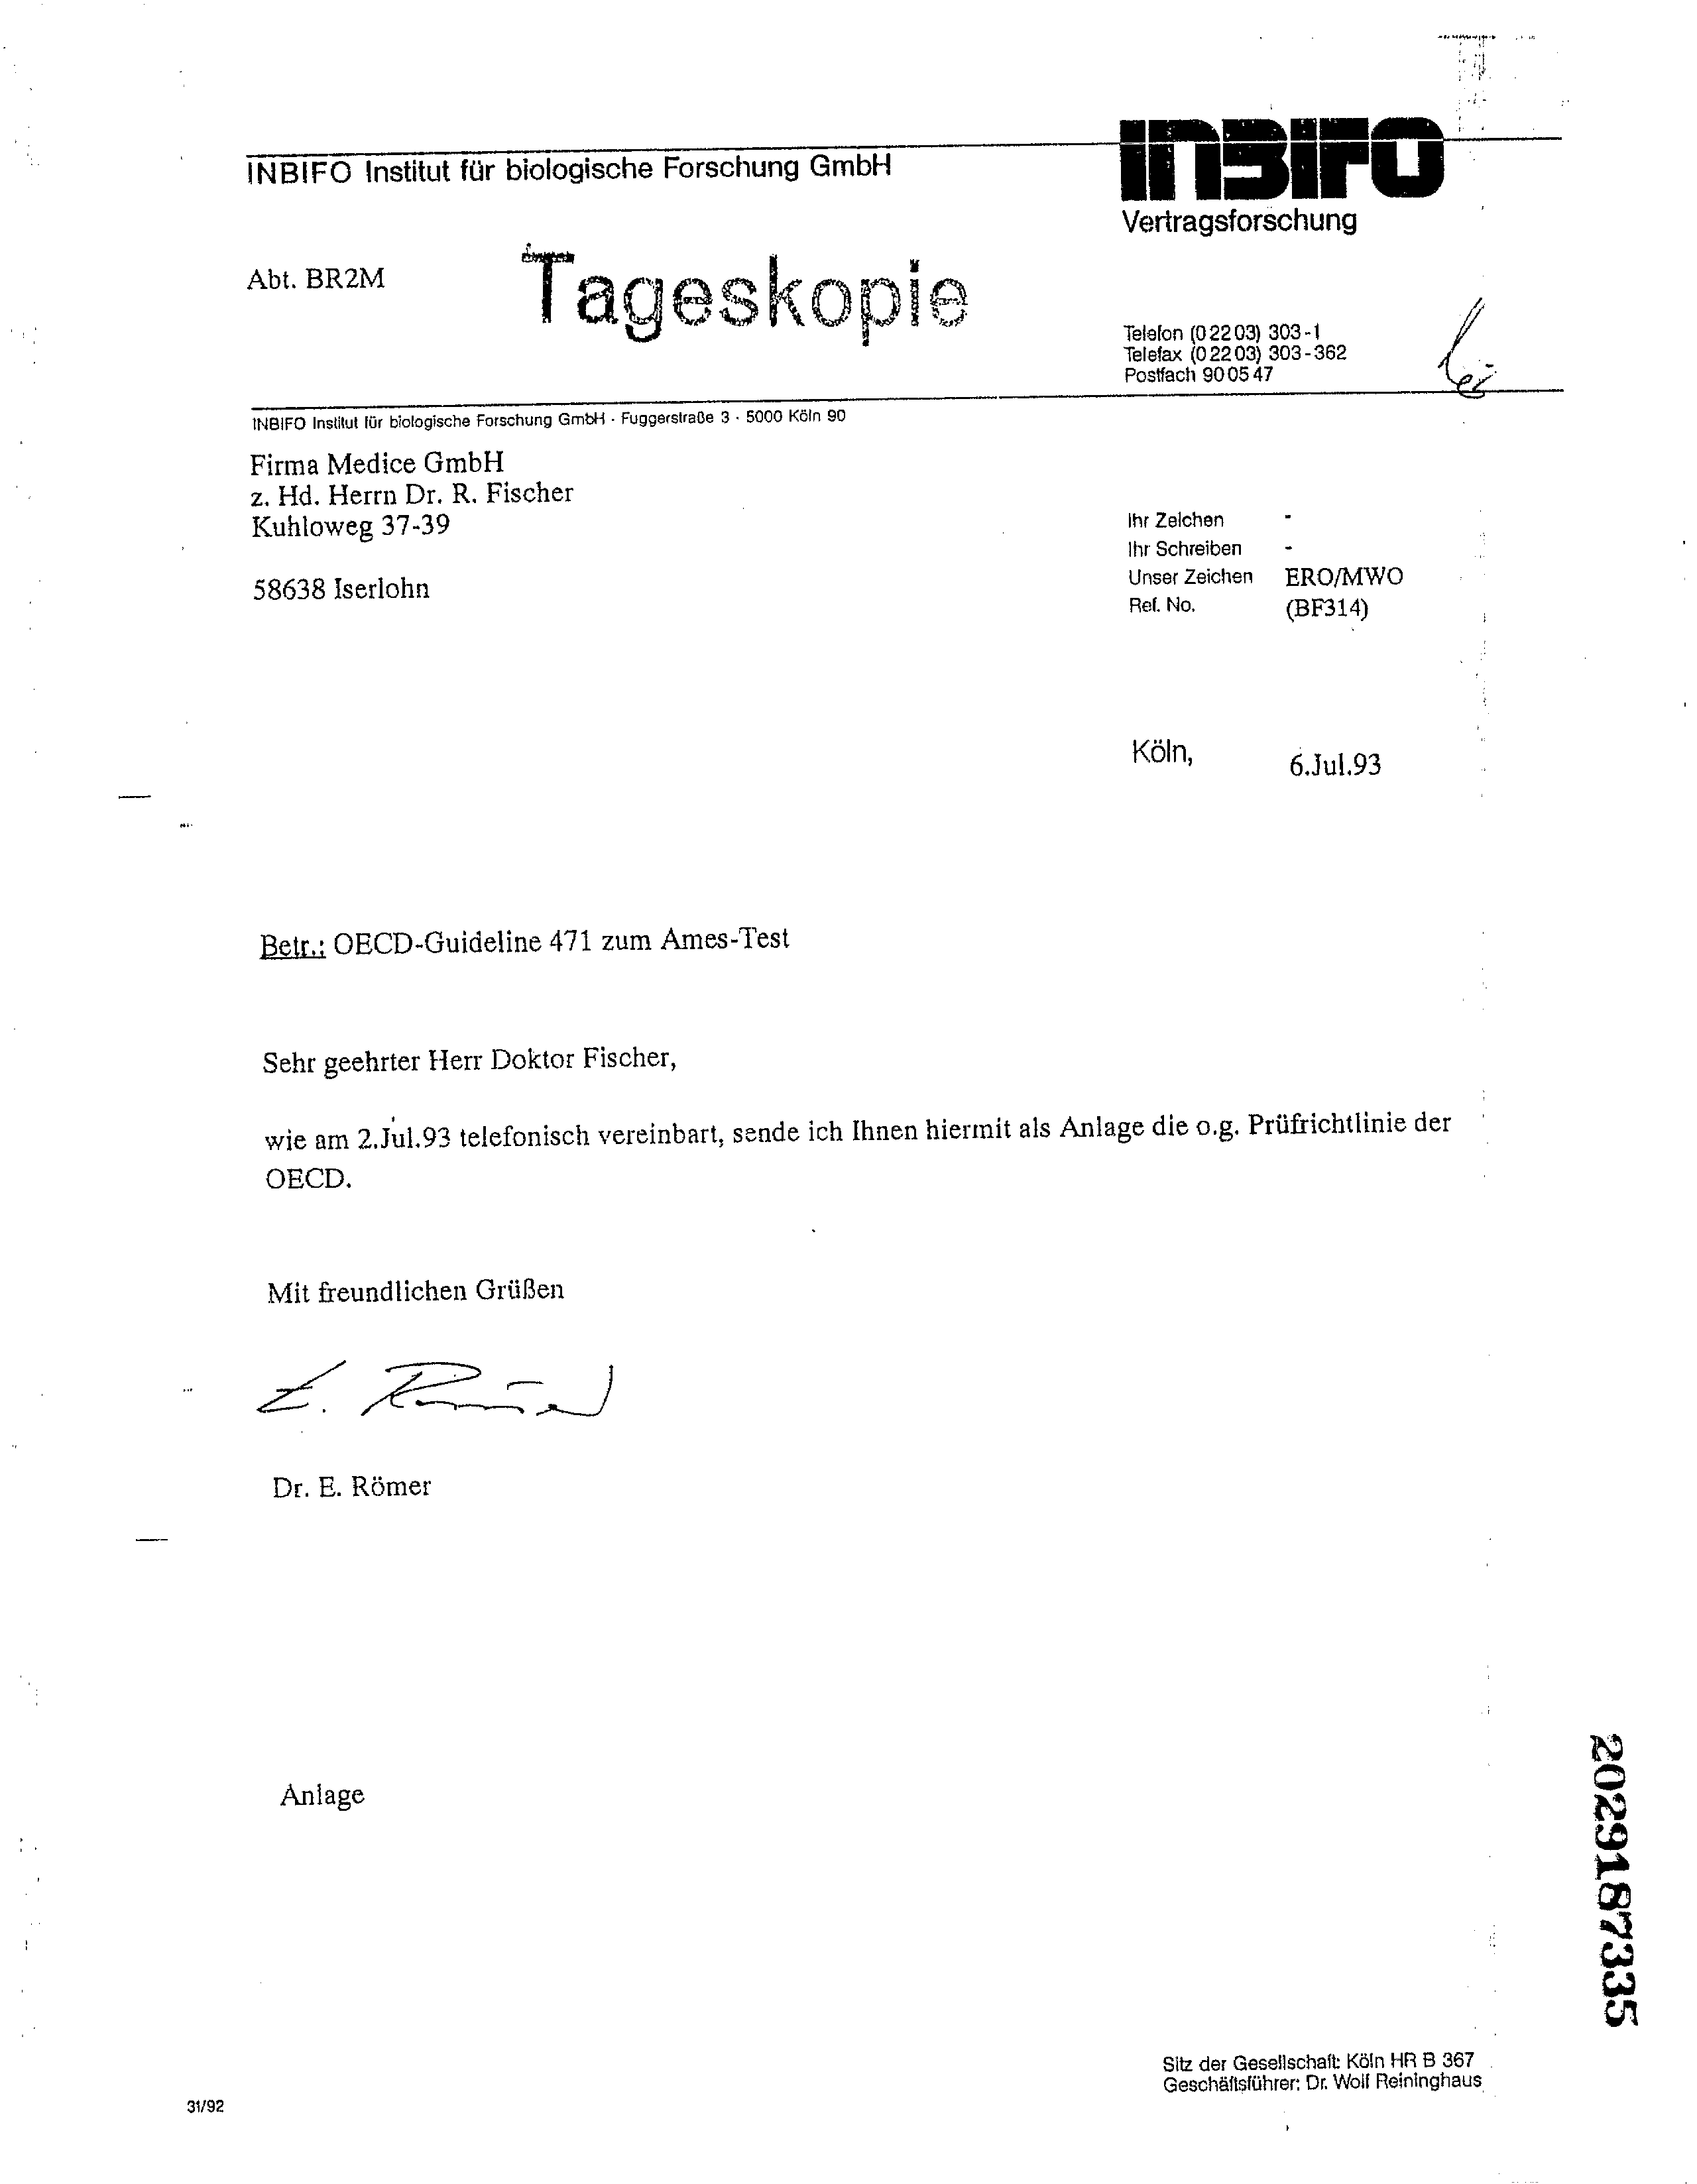 INBIFO Institut für biologische Forschung GmbH
INBIFO
Vertragsforschung
Abt. BR2M
Tageskopie
Telefon (0 22 03) 303-1
Telefax (0 22 03) 303-362
Postfach 90 05 47
INBIFO Institut für biologische Forschung GmbH · Fuggerstraße 3 · 5000 Köln 90
Firma Medice GmbH
z. Hd. Herrn Dr. R. Fischer
Kuhloweg 37-39
58638 Iserlohn
Ihr Zeichen -
Ihr Schreiben -
Unser Zeichen ERO/MWO
Ref. No. (BF314)
Köln, 6.Jul.93
Betr.: OECD-Guideline 471 zum Ames-Test
Sehr geehrter Herr Doktor Fischer,
wie am 2.Jul.93 telefonisch vereinbart, sende ich Ihnen hiermit als Anlage die o.g. Prüfrichtlinie der
OECD.
Mit freundlichen Grüßen
E. Römer
Dr. E. Römer
Anlage
2029187335
Sitz der Gesellschaft: Köln HR B 367
Geschäftsführer: Dr. Wolf Reininghaus
31/92